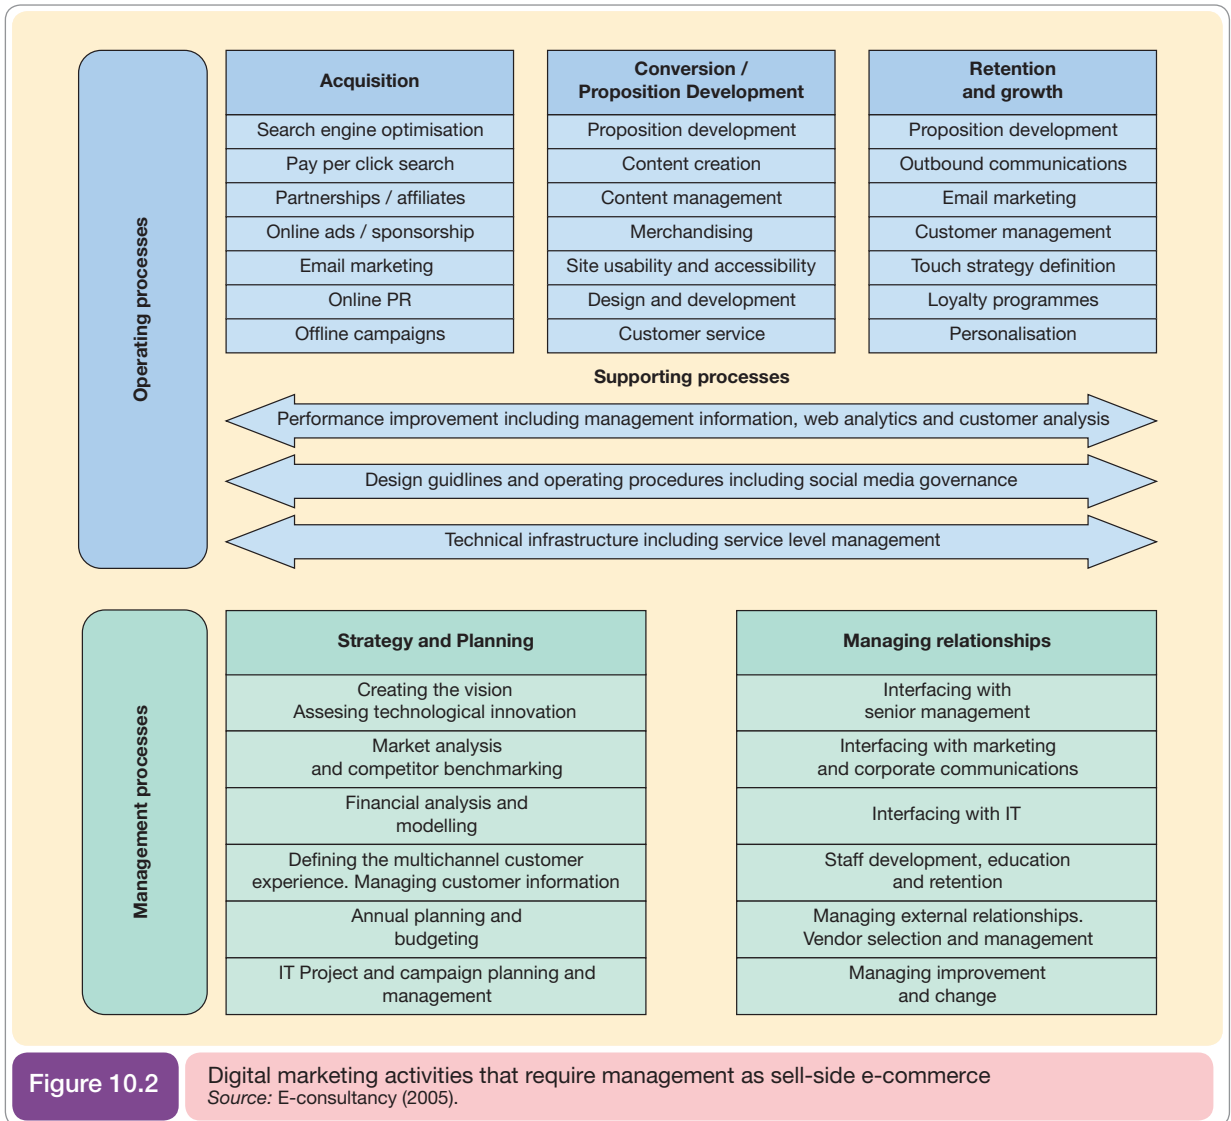 Operating processes
Acquisition
Search engine optimisation
Pay per click search
Partnerships / affiliates
Online ads / sponsorship
Email marketing
Online PR
Offline campaigns
Conversion /
Proposition Development
Proposition development
Content creation
Content management
Merchandising
Site usability and accessibility
Design and development
Customer service
Retention
and growth
Proposition development
Outbound communications
Email marketing
Customer management
Touch strategy definition
Loyalty programmes
Personalisation
Supporting processes
Performance improvement including management information, web analytics and customer analysis
Design guidlines and operating procedures including social media governance
Technical infrastructure including service level management
Management processes
Strategy and Planning
Creating the vision
Assesing technological innovation
Market analysis
and competitor benchmarking
Financial analysis and
modelling
Defining the multichannel customer
experience. Managing customer information
Annual planning and
budgeting
IT Project and campaign planning and
management
Managing relationships
Interfacing with
senior management
Interfacing with marketing
and corporate communications
Interfacing with IT
Staff development, education
and retention
Managing external relationships.
Vendor selection and management
Managing improvement
and change
Figure 10.2
Digital marketing activities that require management as sell-side e-commerce
Source: E-consultancy (2005).